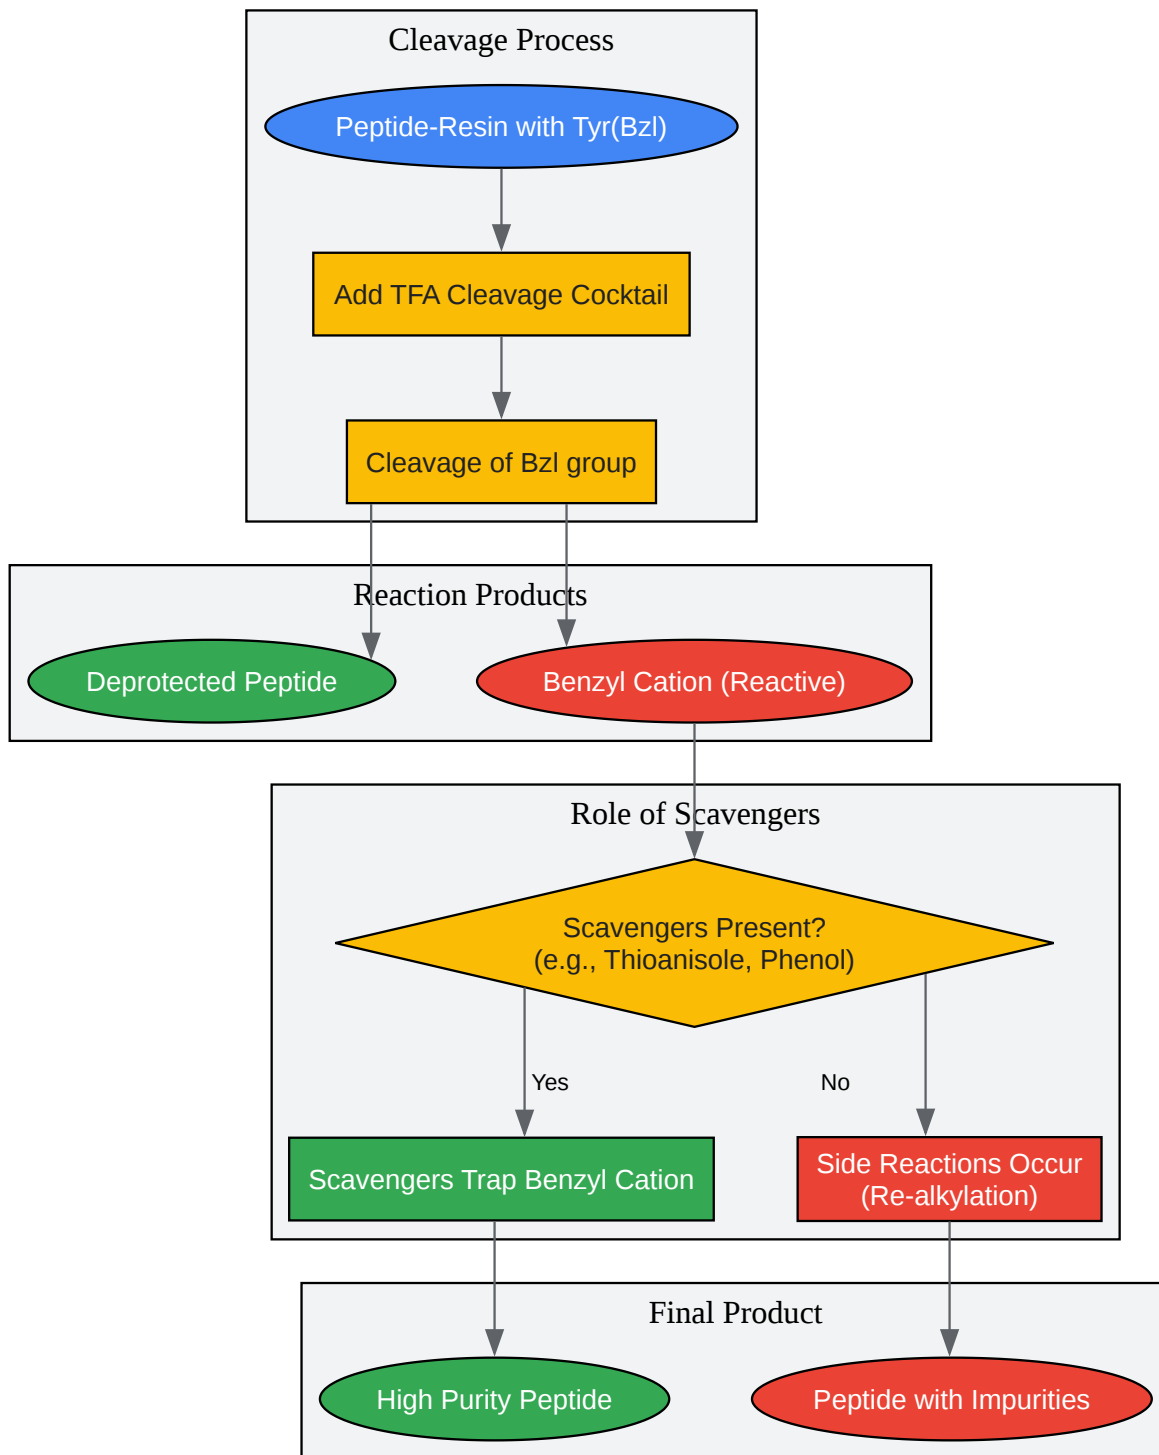 Cleavage Process
Peptide-Resin with Tyr(Bzl)
Add TFA Cleavage Cocktail
Cleavage of Bzl group
Reaction Products
Deprotected Peptide
Benzyl Cation (Reactive)
Role of Scavengers
Scavengers Present?
(e.g., Thioanisole, Phenol)
Yes
No
Scavengers Trap Benzyl Cation
Side Reactions Occur
(Re-alkylation)
Final Product
High Purity Peptide
Peptide with Impurities